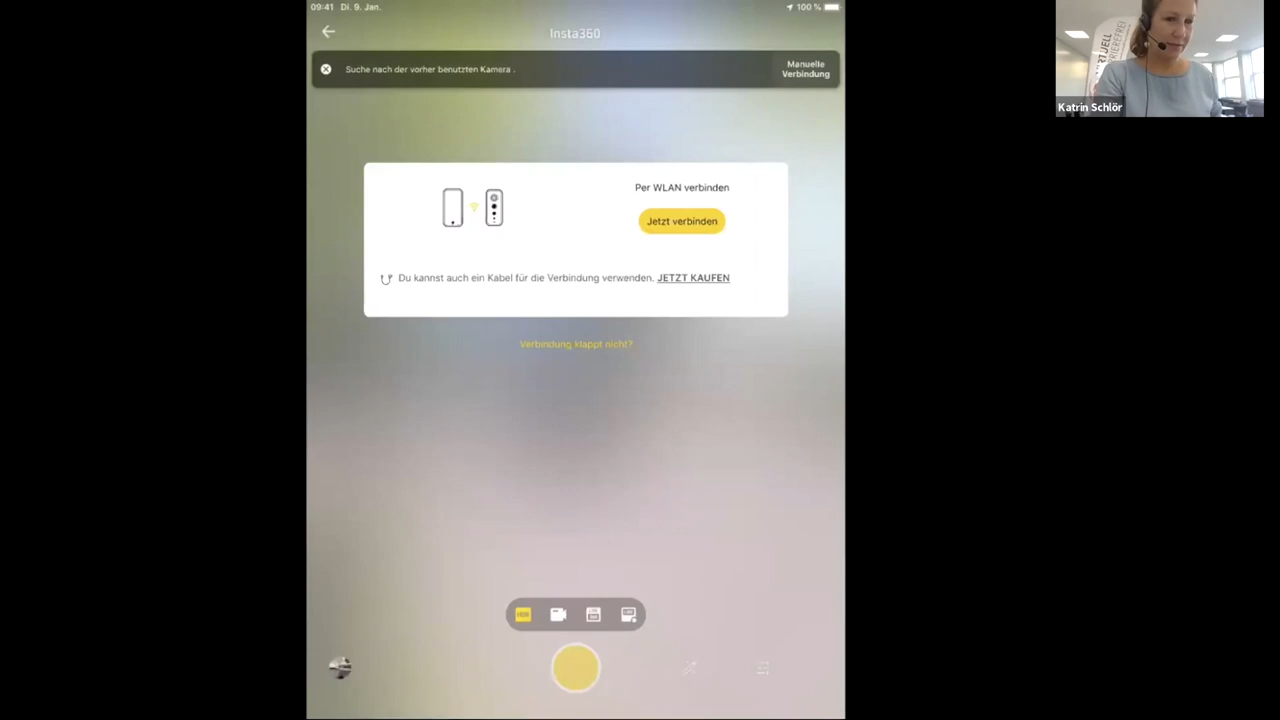 09:41 Di. 9. Jan.
100 %
Insta360
Suche nach der vorher benutzten Kamera .
Manuelle
Verbindung
Per WLAN verbinden
Jetzt verbinden
Du kannst auch ein Kabel für die Verbindung verwenden. JETZT KAUFEN
Verbindung klappt nicht?
HDR
Katrin Schlör